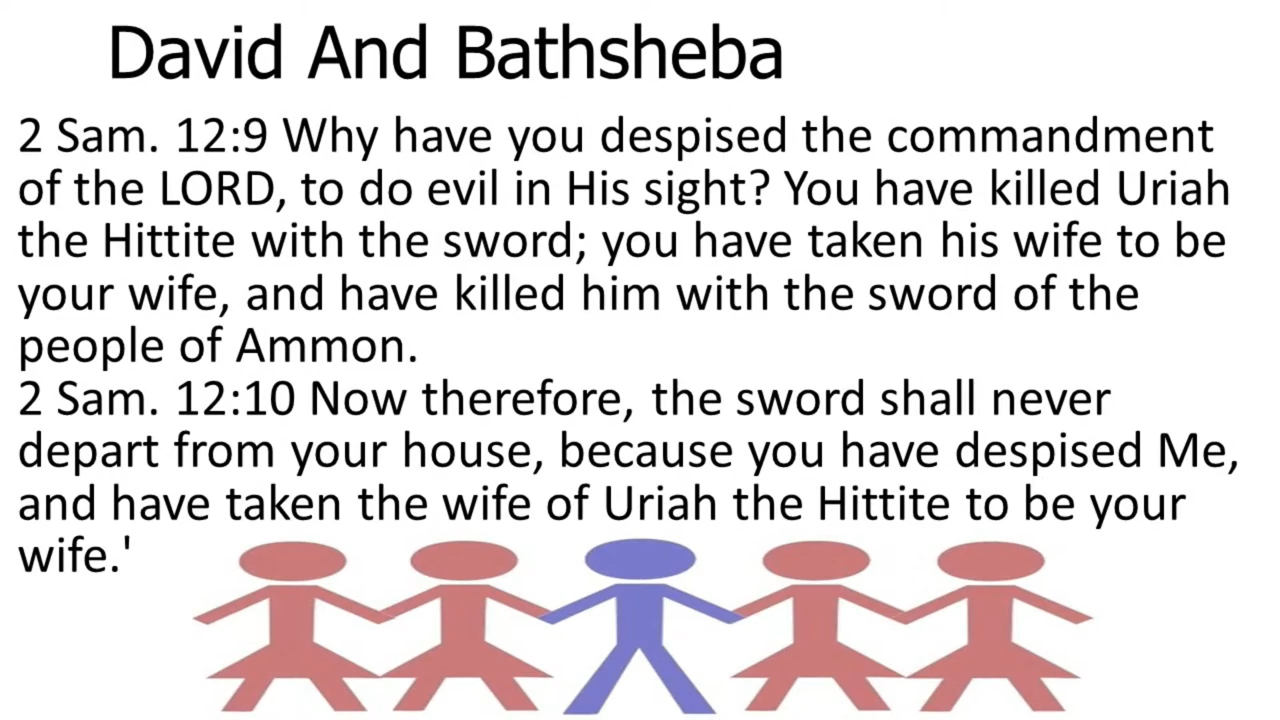 David And Bathsheba
2 Sam. 12:9 Why have you despised the commandment
of the LORD, to do evil in His sight? You have killed Uriah
the Hittite with the sword; you have taken his wife to be
your wife, and have killed him with the sword of the
people of Ammon.
2 Sam. 12:10 Now therefore, the sword shall never
depart from your house, because you have despised Me,
and have taken the wife of Uriah the Hittite to be your
wife.'